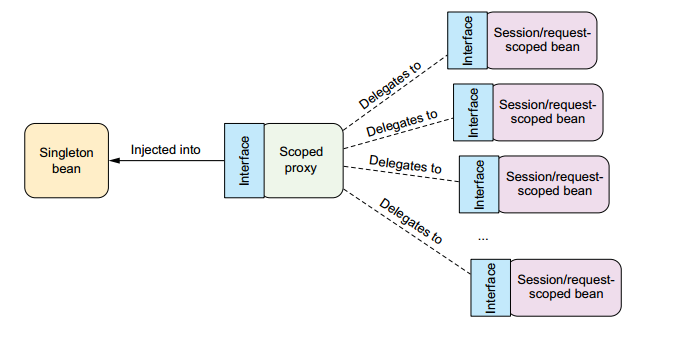 Singleton
bean
Injected into
Interface
Scoped
proxy
Delegates to
Interface
Session/request-
scoped bean
Delegates to
Interface
Session/request-
scoped bean
Delegates to
Interface
Session/request-
scoped bean
...
Delegates to
Interface
Session/request-
scoped bean